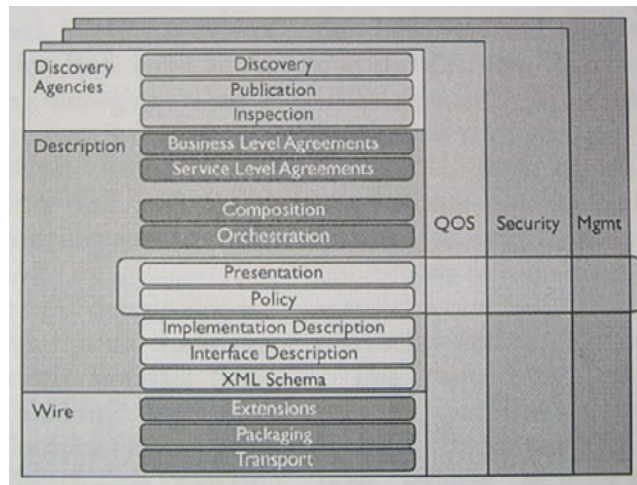 Discovery
Agencies
Discovery
Publication
Inspection
Description
Business Level Agreements
Service Level Agreements
Composition
Orchestration
QOS
Security
Mgmt
Presentation
Policy
Implementation Description
Interface Description
XML Schema
Wire
Extensions
Packaging
Transport